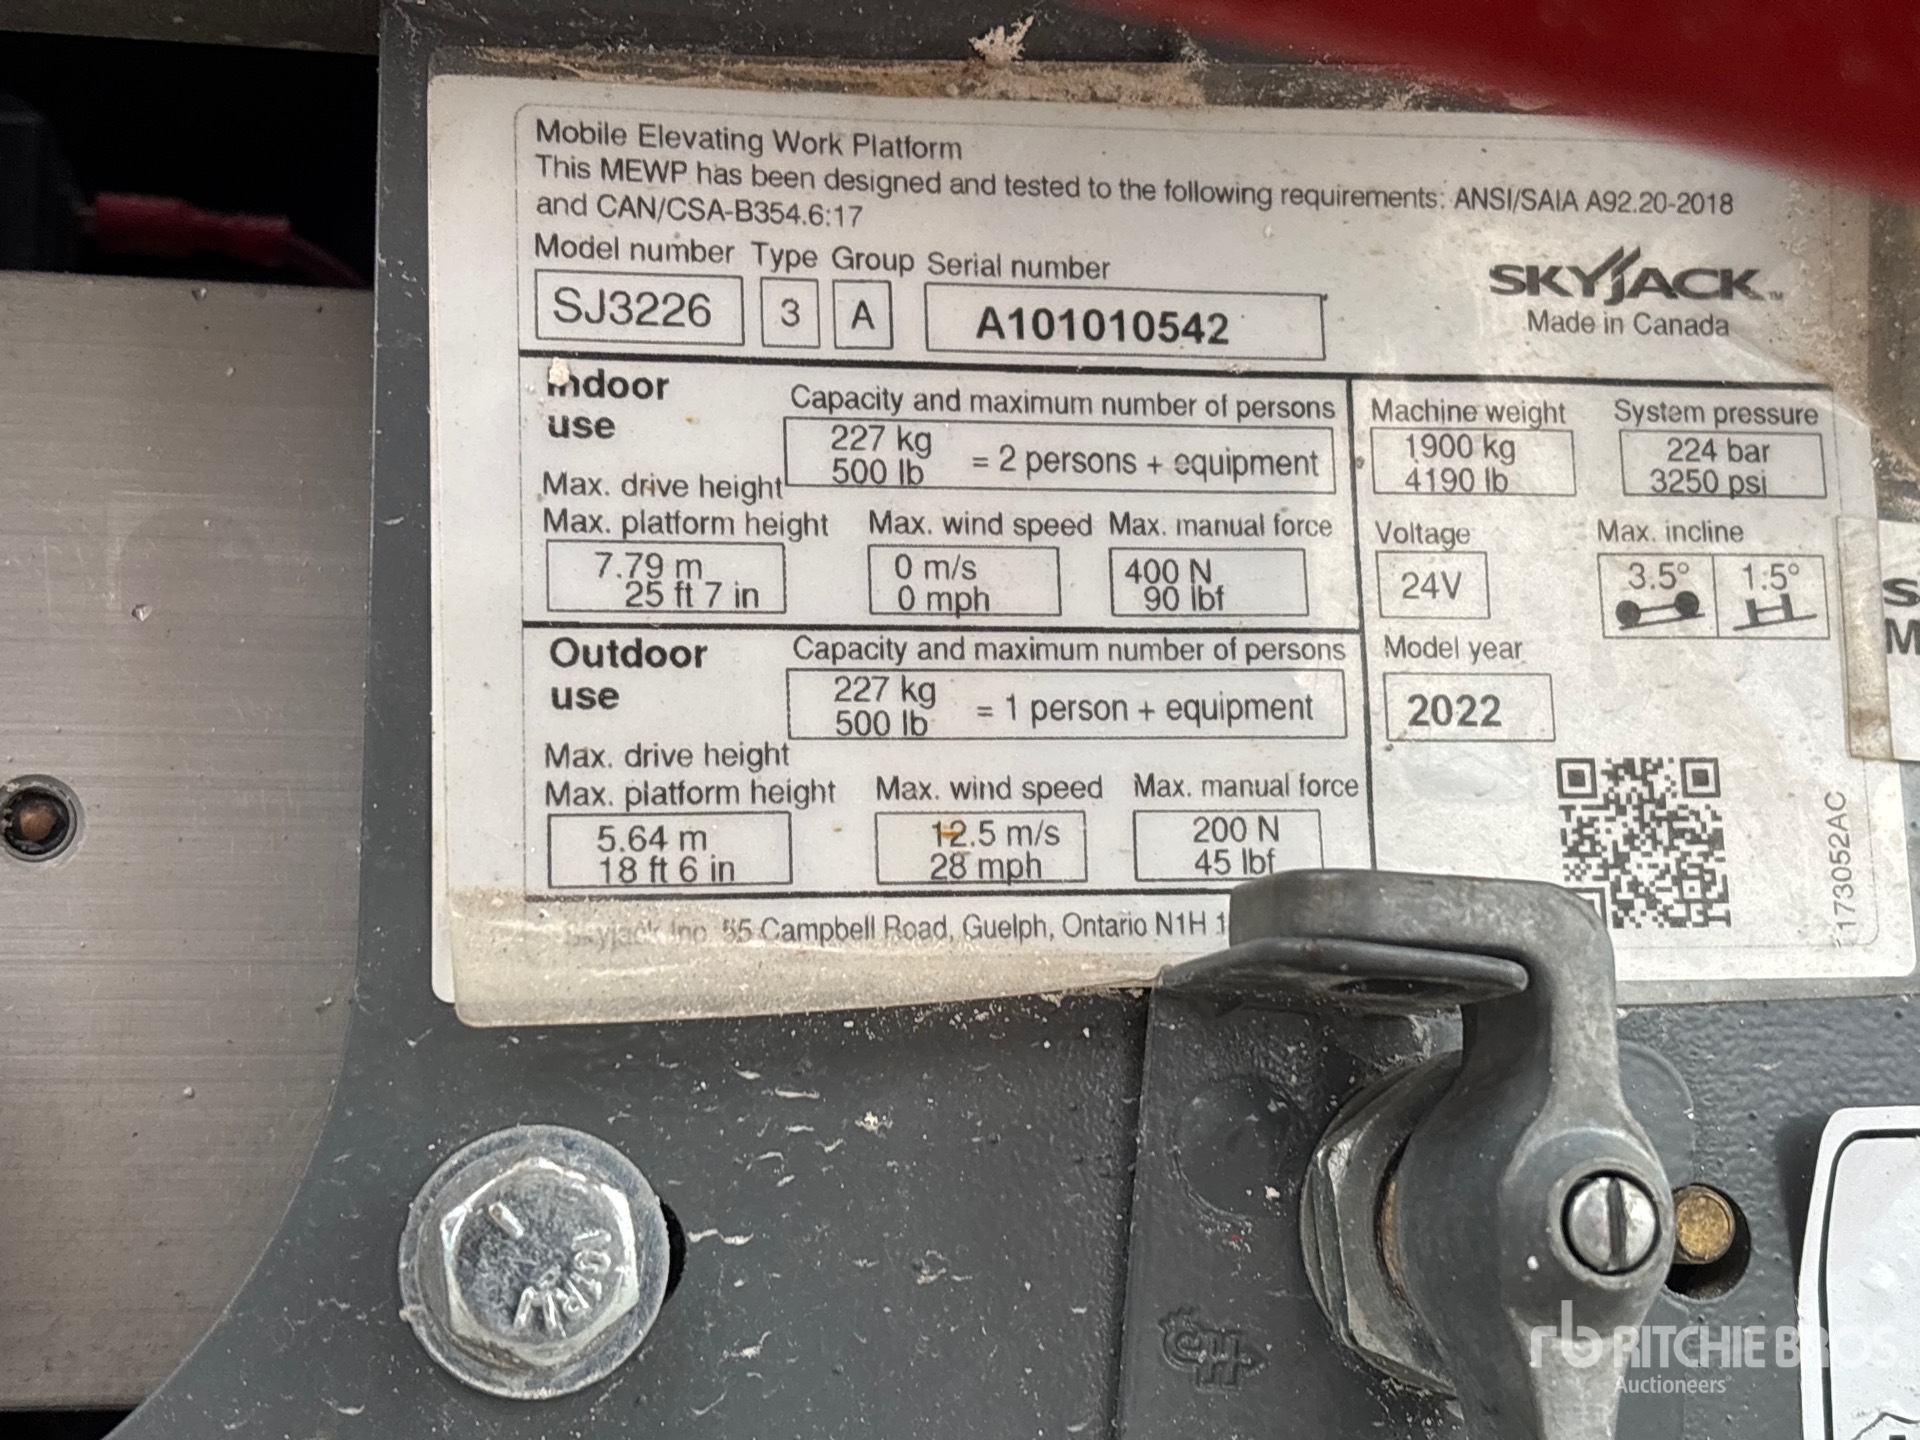 Mobile Elevating Work Platform
This MEWP has been designed and tested to the following requirements: ANSI/SAIA A92.20-2018
and CAN/CSA-B354.6:17
Model number Type Group Serial number
SJ3226 3 A A101010542
SKYJACK™
Made in Canada
Indoor use
Capacity and maximum number of persons
227 kg
500 lb = 2 persons + equipment
Max. drive height
Max. platform height Max. wind speed Max. manual force
7.79 m 0 m/s 400 N
25 ft 7 in 0 mph 90 lbf
Outdoor use
Capacity and maximum number of persons
227 kg
500 lb = 1 person + equipment
Max. drive height
Max. platform height Max. wind speed Max. manual force
5.64 m 12.5 m/s 200 N
18 ft 6 in 28 mph 45 lbf
Machine weight System pressure
1900 kg 224 bar
4190 lb 3250 psi
Voltage Max. incline
24V 3.5° 1.5°
Model year
2022
173052AC
Skyjack Inc. 55 Campbell Road, Guelph, Ontario N1H 1
S
M
rb RITCHIE BROS.
Auctioneers